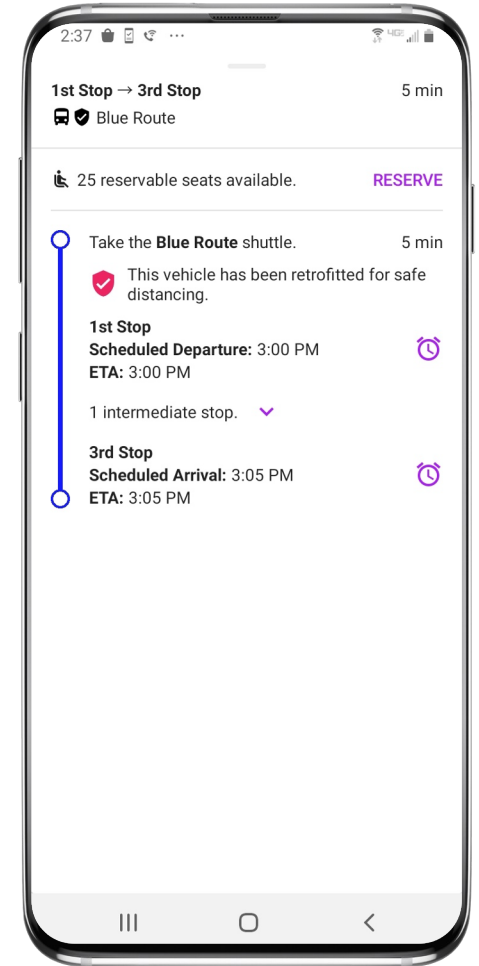 2:37
1st Stop → 3rd Stop 5 min
Blue Route
25 reservable seats available. RESERVE
Take the Blue Route shuttle. 5 min
This vehicle has been retrofitted for safe
distancing.
1st Stop
Scheduled Departure: 3:00 PM
ETA: 3:00 PM
1 intermediate stop.
3rd Stop
Scheduled Arrival: 3:05 PM
ETA: 3:05 PM